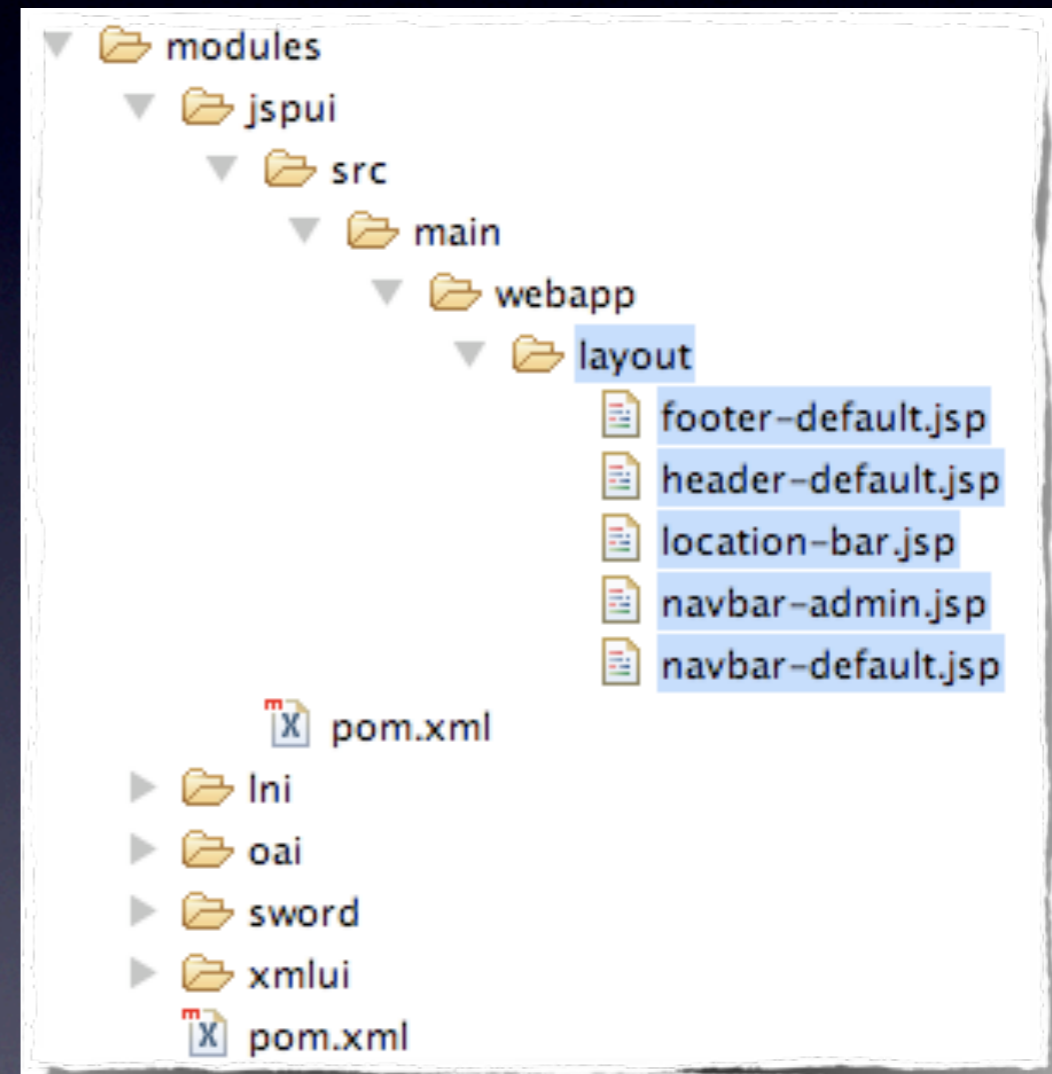 modules
jspui
src
main
webapp
layout
footer-default.jsp
header-default.jsp
location-bar.jsp
navbar-admin.jsp
navbar-default.jsp
pom.xml
lni
oai
sword
xmlui
pom.xml